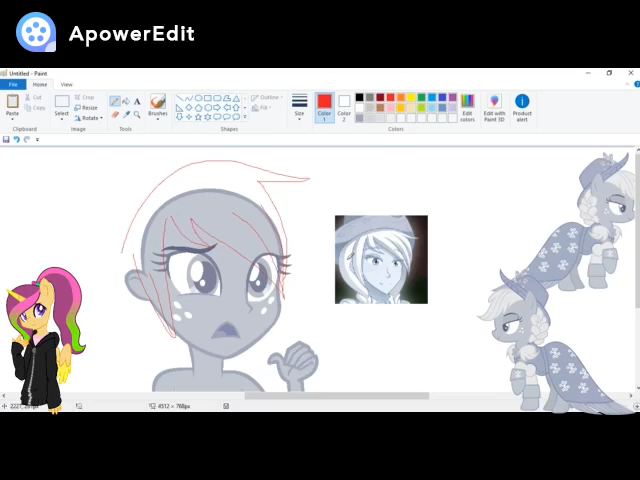 ApowerEdit
Untitled - Paint
File Home View
Paste
Cut
Copy
Clipboard
Select
Crop
Resize
Rotate
Image
Tools
Brushes
Shapes
Outline
Fill
Size
Color 1
Color 2
Colors
Edit colors
Edit with Paint 3D
Product alert
4512 × 768px